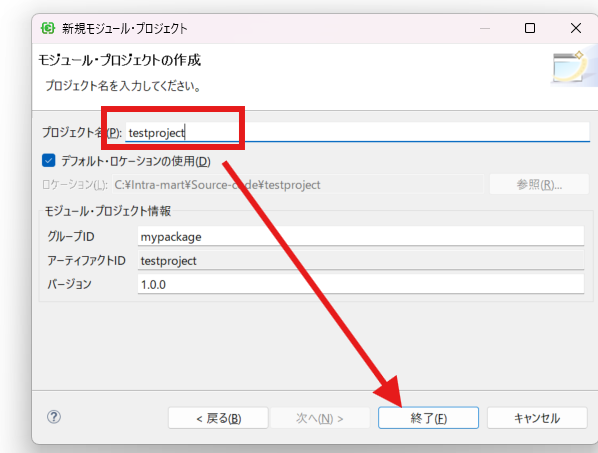 新規モジュール・プロジェクト
モジュール・プロジェクトの作成
プロジェクト名を入力してください。
プロジェクト名(P): testproject
デフォルト・ロケーションの使用(D)
ロケーション(L): C:¥Intra-mart¥Source-code¥testproject 参照(R)...
モジュール・プロジェクト情報
グループID mypackage
アーティファクトID testproject
バージョン 1.0.0
< 戻る(B) 次へ(N) > 終了(F) キャンセル